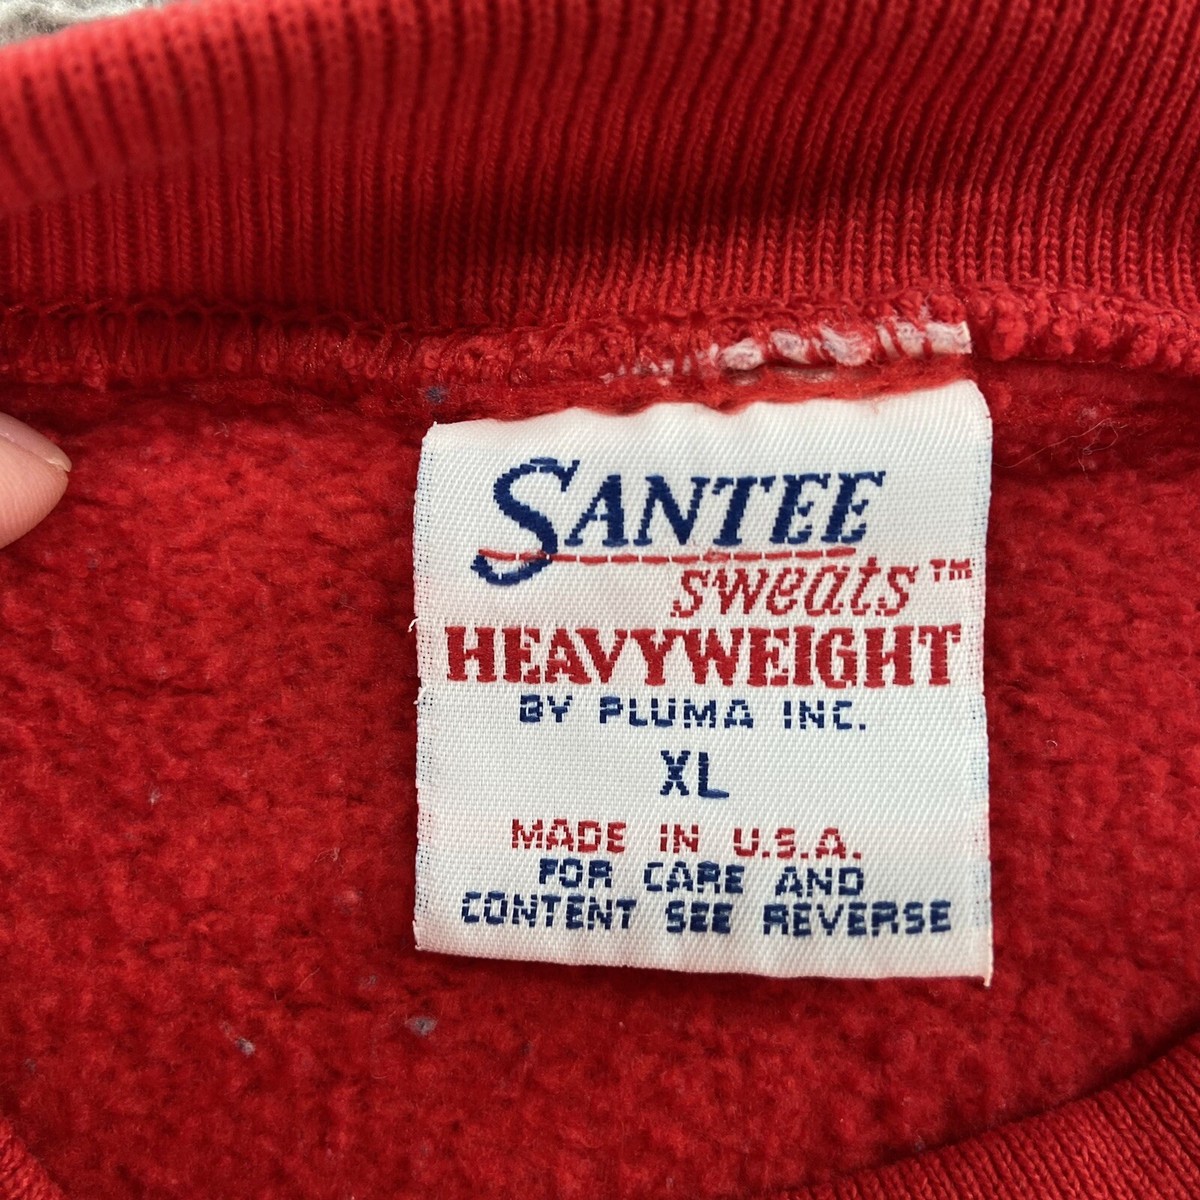 SANTEE
sweats™
HEAVYWEIGHT
BY PLUMA INC.
XL
MADE IN U.S.A.
FOR CARE AND
CONTENT SEE REVERSE